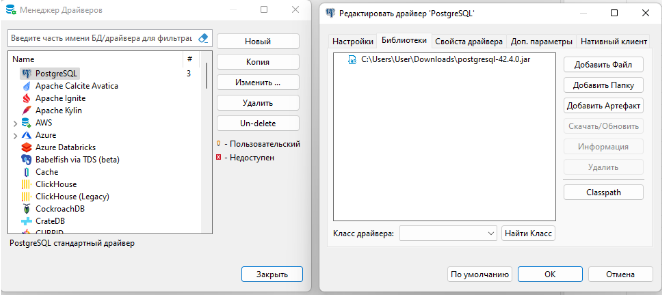 Менеджер Драйверов
Введите часть имени БД/драйвера для фильтрац
Name #
PostgreSQL 3
Apache Calcite Avatica
Apache Ignite
Apache Kylin
AWS
Azure
Azure Databricks
Babelfish via TDS (beta)
Cache
ClickHouse
ClickHouse (Legacy)
CockroachDB
CrateDB
CUBRID
PostgreSQL стандартный драйвер
Новый
Копия
Изменить ...
Удалить
Un-delete
- Пользовательский
- Недоступен
Закрыть
Редактировать драйвер 'PostgreSQL'
Настройки Библиотеки Свойства драйвера Доп. параметры Нативный клиент
C:\Users\User\Downloads\postgresql-42.4.0.jar
Добавить Файл
Добавить Папку
Добавить Артефакт
Скачать/Обновить
Информация
Удалить
Classpath
Класс драйвера: Найти Класс
По умолчанию OK Отмена